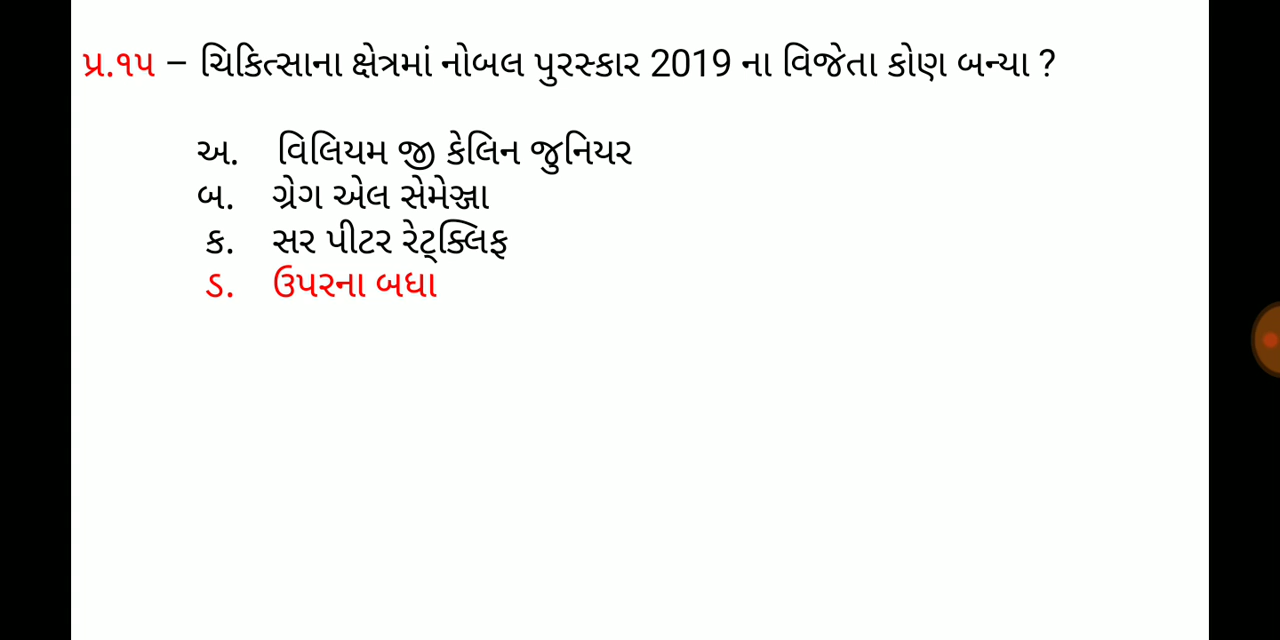 પ્ર.૧૫ – ચિકિત્સાના ક્ષેત્રમાં નોબલ પુરસ્કાર 2019 ના વિજેતા કોણ બન્યા ?
અ. વિલિયમ જી કેલિન જુનિયર
બ. ગ્રેગ એલ સેમેન્જા
ક. સર પીટર રેટ્ક્લિફ
ડ. ઉપરના બધા